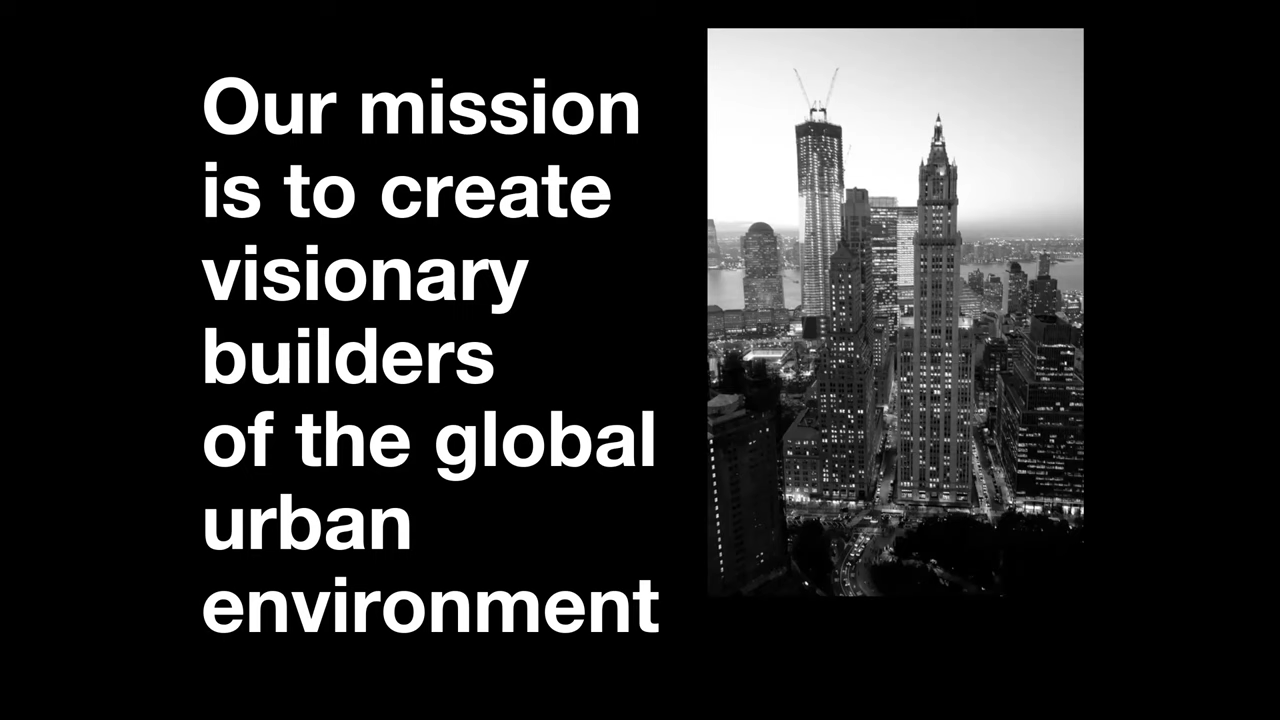 Our mission
is to create
visionary
builders
of the global
urban
environment